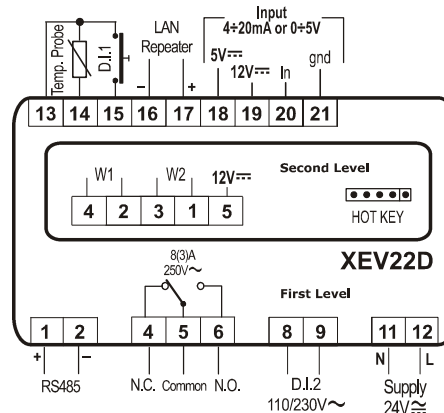 Input
4÷20mA or 0÷5V
LAN
Repeater
Temp. Probe
D.I.1
5V⎓ 12V⎓ In gnd
– +
13 14 15 16 17 18 19 20 21
Second Level
W1 W2 12V⎓
4 2 3 1 5
HOT KEY
XEV22D
8(3)A
250V~
First Level
1 2 4 5 6 8 9 11 12
+ – N L
RS485 N.C. Common N.O. D.I.2 Supply
110/230V~ 24V≂